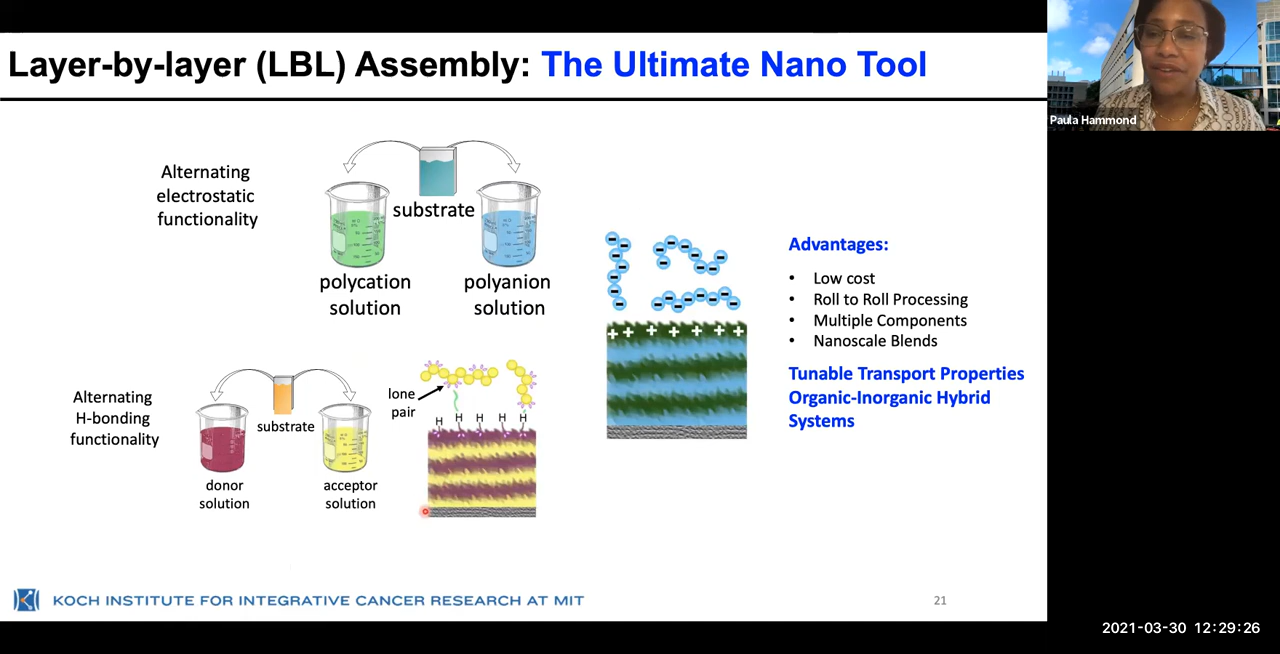 Layer-by-layer (LBL) Assembly: The Ultimate Nano Tool
Paula Hammond
Alternating
electrostatic
functionality
substrate
polycation
solution
polyanion
solution
Advantages:
• Low cost
• Roll to Roll Processing
• Multiple Components
• Nanoscale Blends
Tunable Transport Properties
Organic-Inorganic Hybrid
Systems
+ + + + + + +
Alternating
H-bonding
functionality
substrate
donor
solution
acceptor
solution
lone
pair
H H H H H
KOCH INSTITUTE FOR INTEGRATIVE CANCER RESEARCH AT MIT
21
2021-03-30 12:29:26